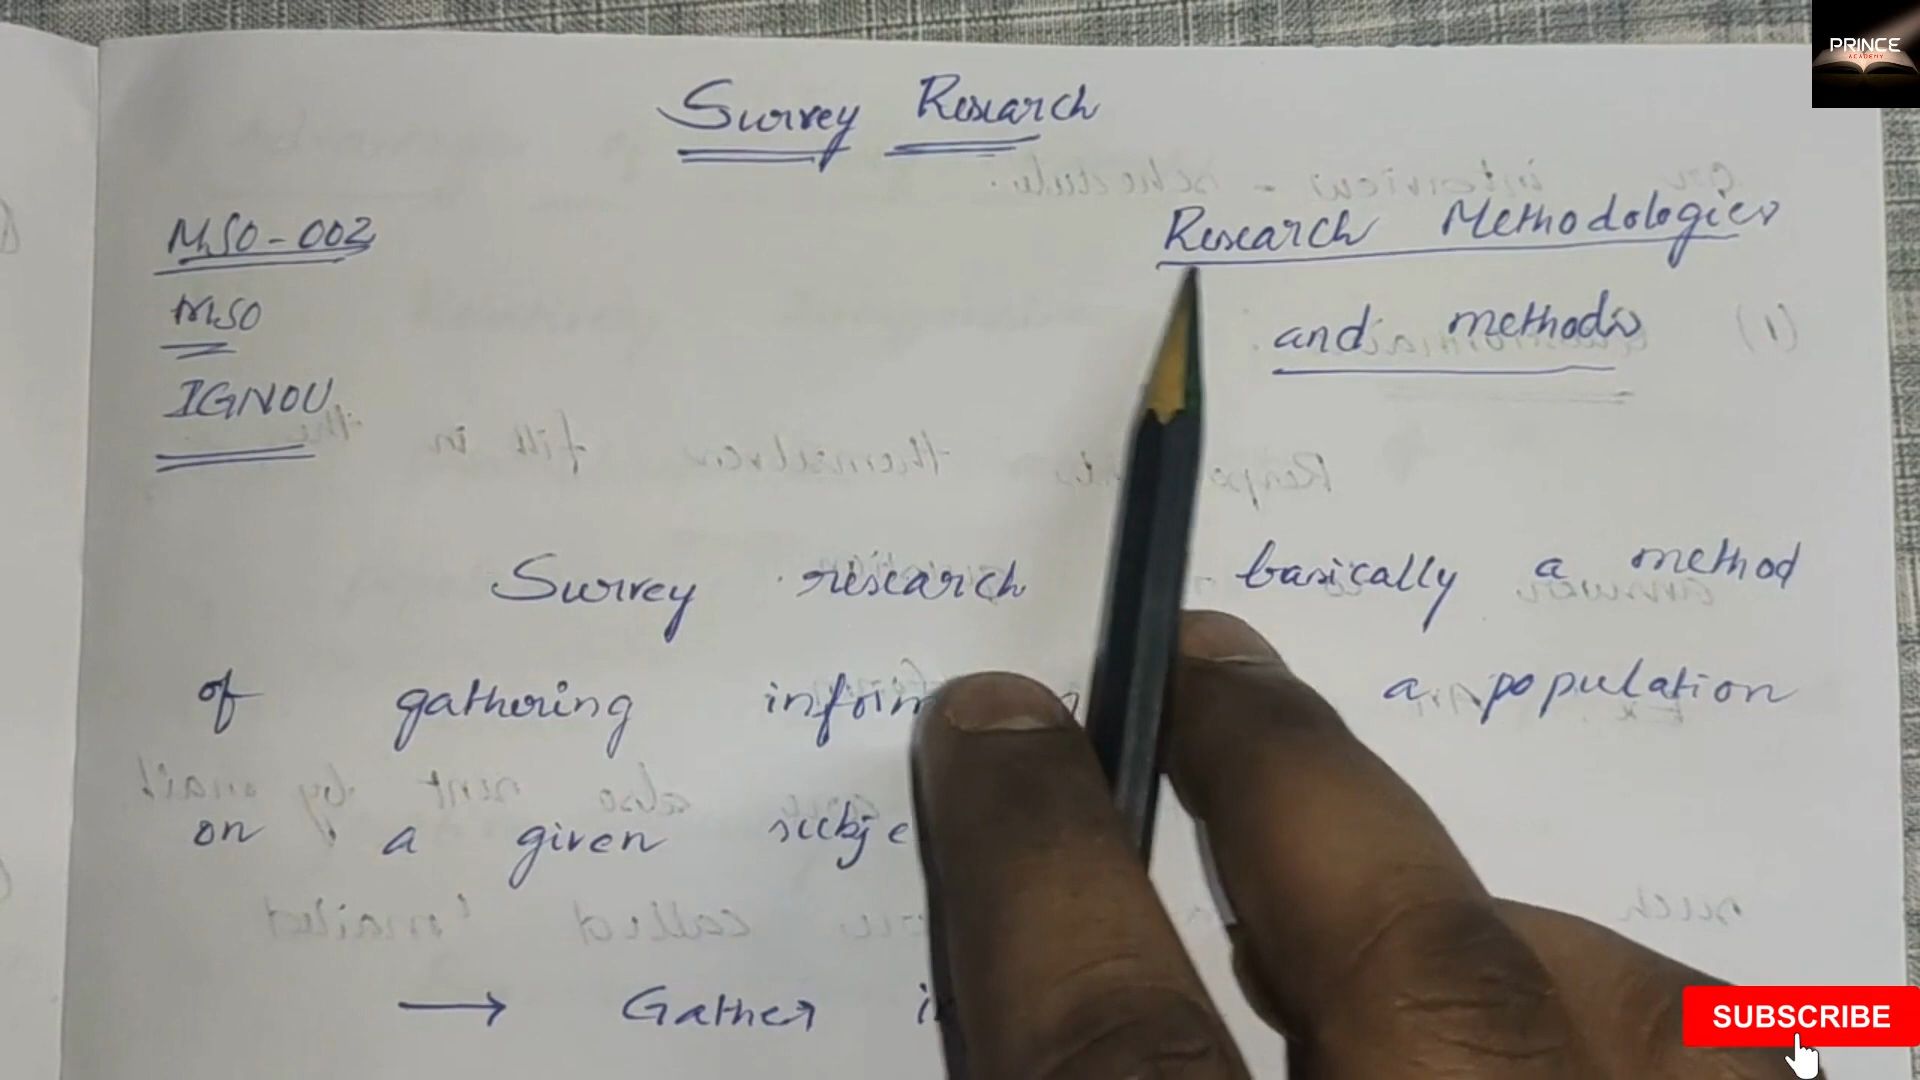 PRINCE
ACADEMY
Survey Research
MSO-002
Research Methodologies
MSO
and methods
IGNOU
Survey research basically a method
of gathering a population
on a given
Gather
SUBSCRIBE